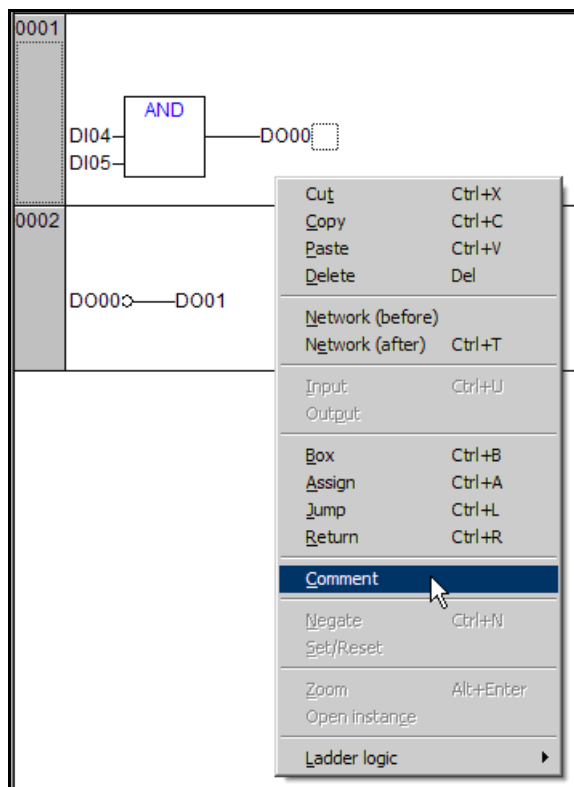 0001
AND
DI04 DO00
DI05
0002
DO00 DO01
Cut Ctrl+X
Copy Ctrl+C
Paste Ctrl+V
Delete Del
Network (before)
Network (after) Ctrl+T
Input Ctrl+U
Output
Box Ctrl+B
Assign Ctrl+A
Jump Ctrl+L
Return Ctrl+R
Comment
Negate Ctrl+N
Set/Reset
Zoom Alt+Enter
Open instance
Ladder logic